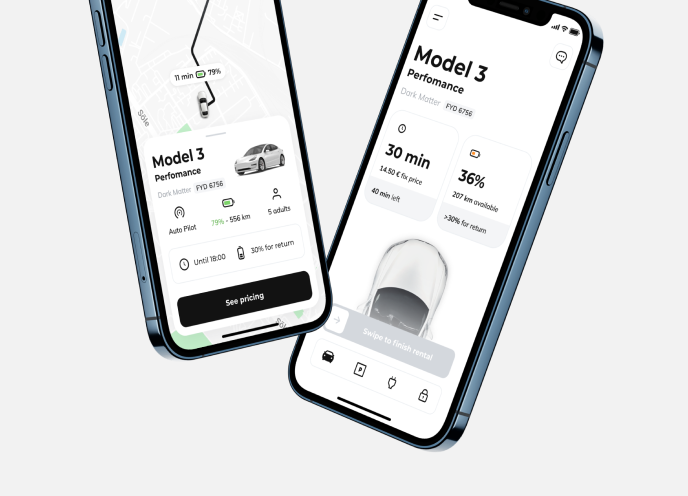 11 min 79%
Söle
Model 3
Perfomance
Dark Matter FYD 6756
Auto Pilot
79% • 556 km
5 adults
Until 18:00
30% for return
See pricing
Model 3
Perfomance
Dark Matter FYD 6756
30 min
14.50 € fix price
40 min left
36%
207 km available
>30% for return
Swipe to finish rental
P